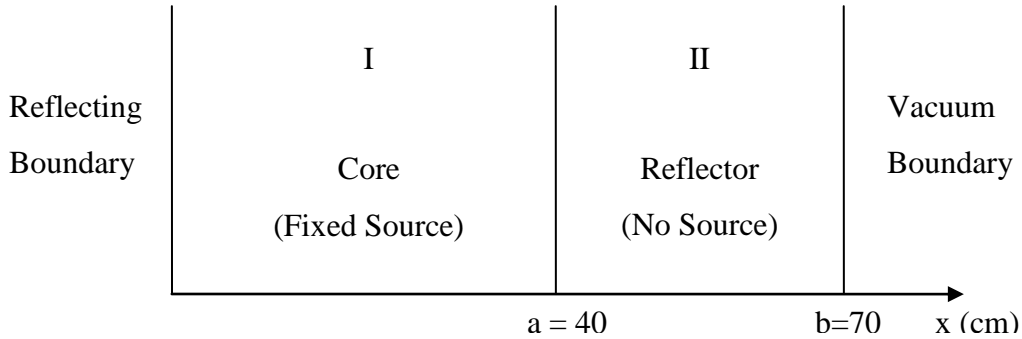 I II
Reflecting Vacuum
Boundary Core Reflector Boundary
(Fixed Source) (No Source)
a = 40 b=70 x (cm)